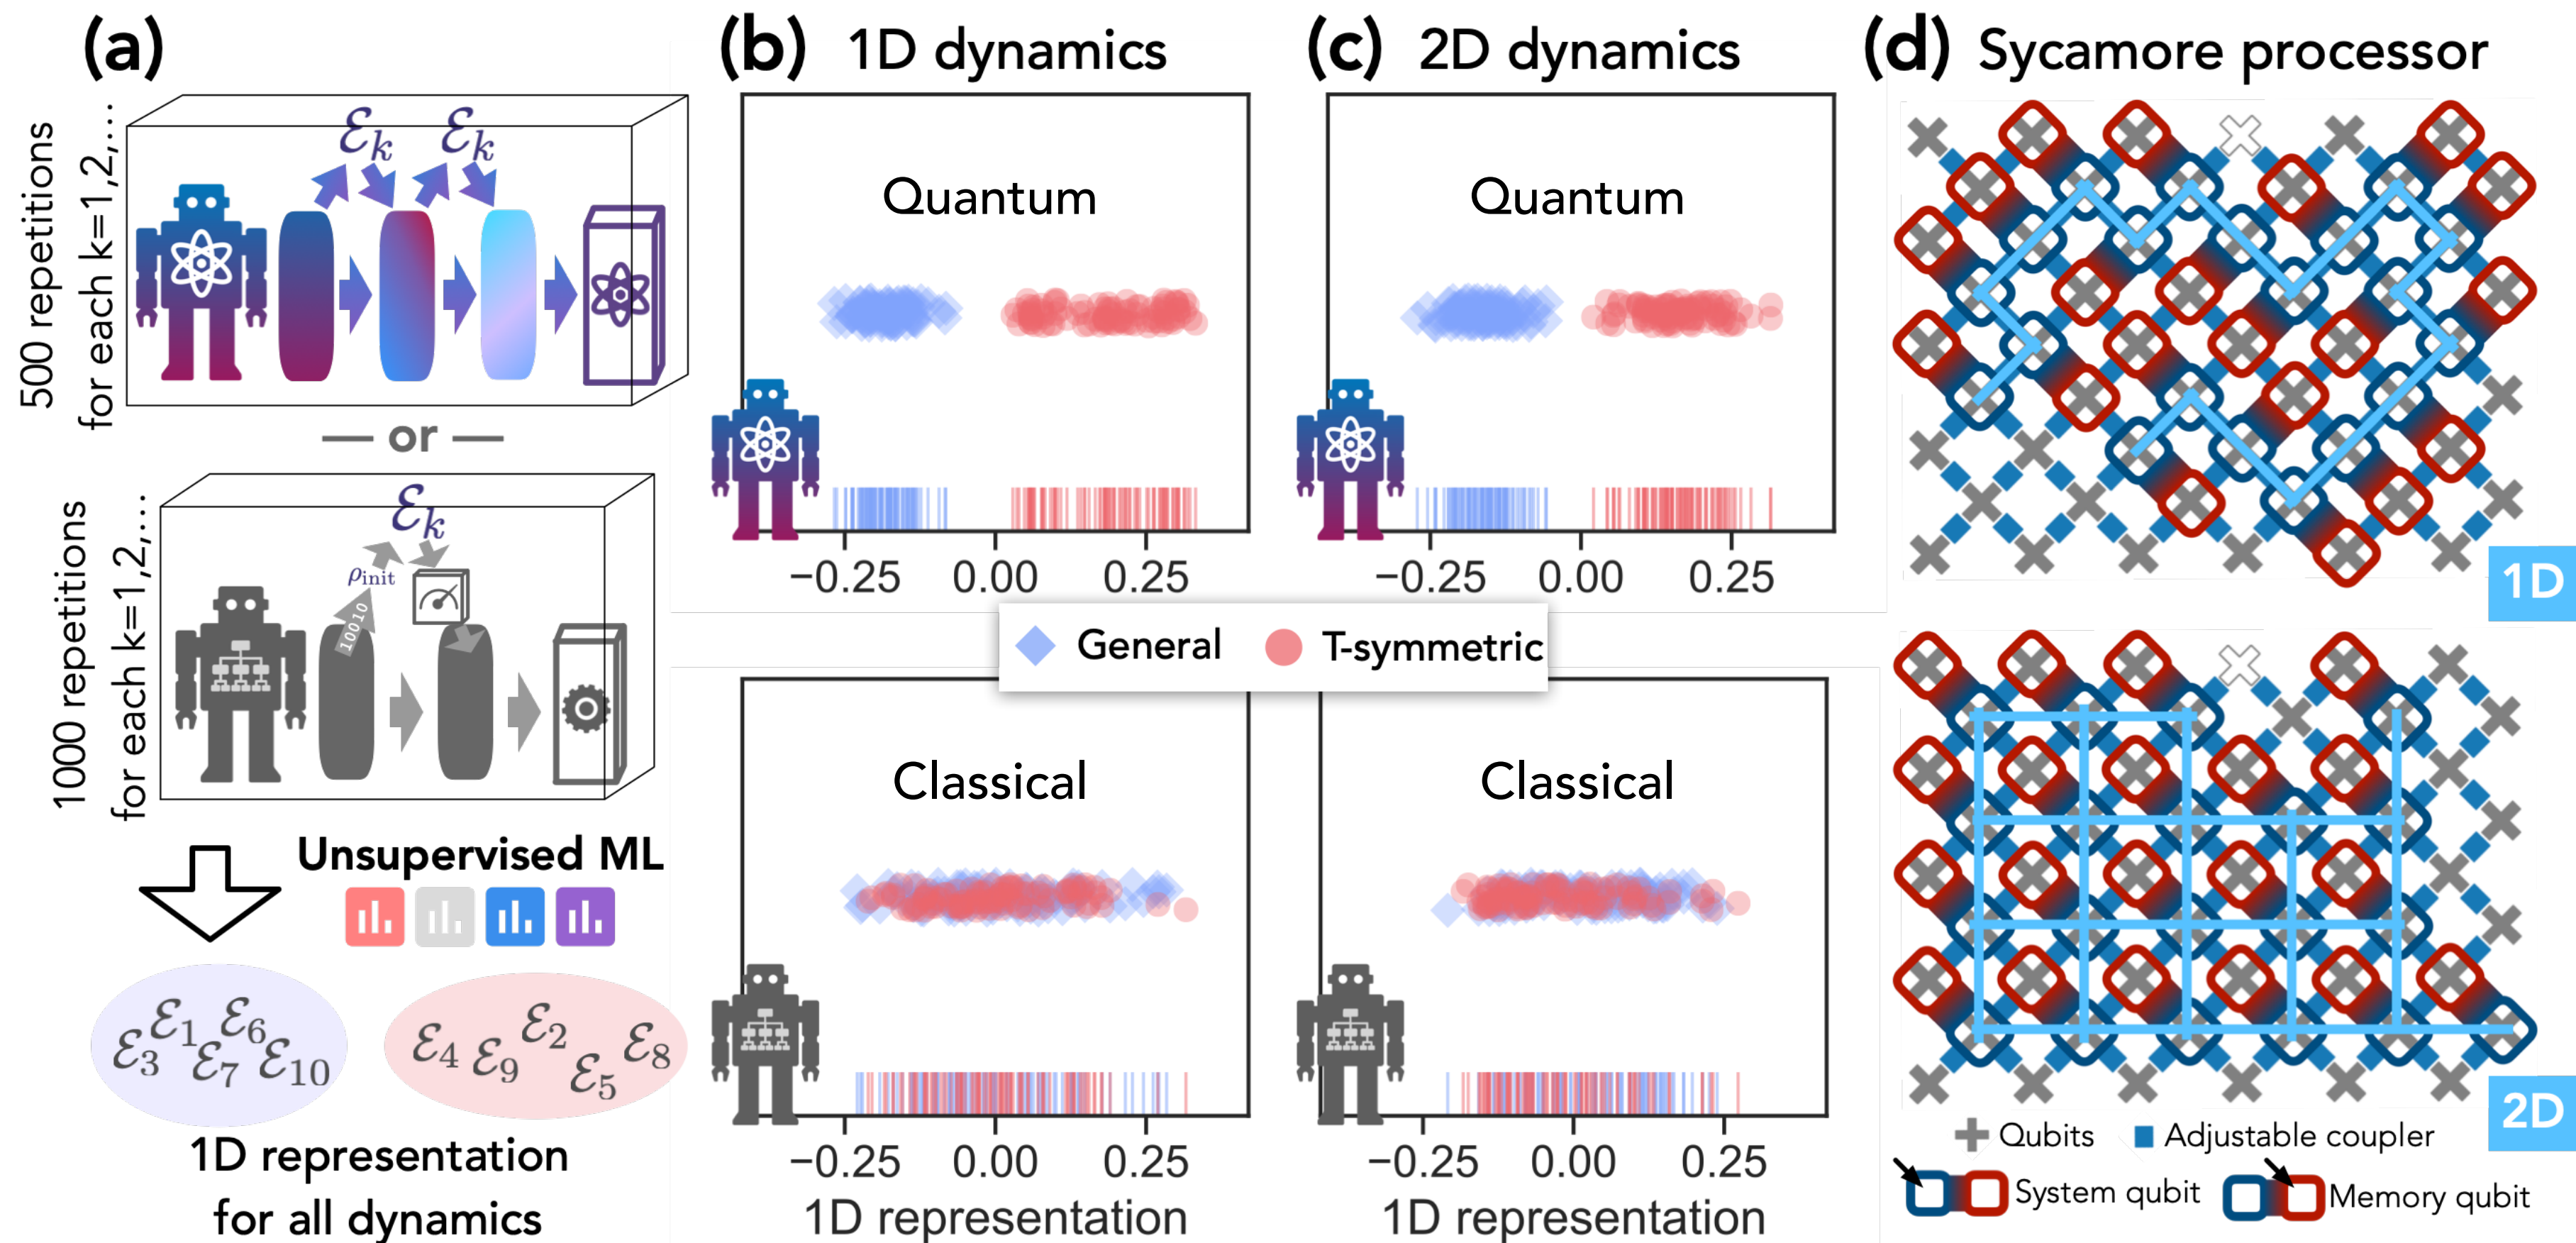 (a)
500 repetitions
for each k=1,2,...
ℰk ℰk
— or —
1000 repetitions
for each k=1,2,...
ℰk
ρinit
10010
Unsupervised ML
ℰ1 ℰ6
ℰ3 ℰ7 ℰ10
ℰ4 ℰ9 ℰ2 ℰ5 ℰ8
1D representation
for all dynamics
(b) 1D dynamics
Quantum
−0.25 0.00 0.25
(c) 2D dynamics
Quantum
−0.25 0.00 0.25
General T-symmetric
Classical
−0.25 0.00 0.25
1D representation
Classical
−0.25 0.00 0.25
1D representation
(d) Sycamore processor
1D
2D
Qubits Adjustable coupler
System qubit Memory qubit